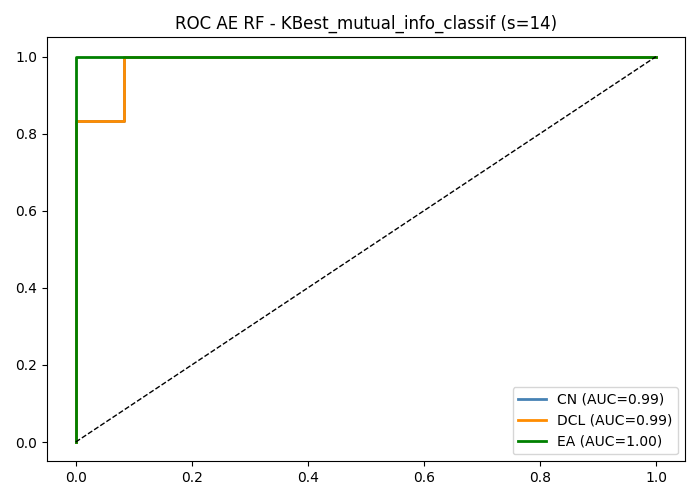 ROC AE RF - KBest_mutual_info_classif (s=14)
1.0
0.8
0.6
0.4
0.2
0.0
0.0 0.2 0.4 0.6 0.8 1.0
CN (AUC=0.99)
DCL (AUC=0.99)
EA (AUC=1.00)